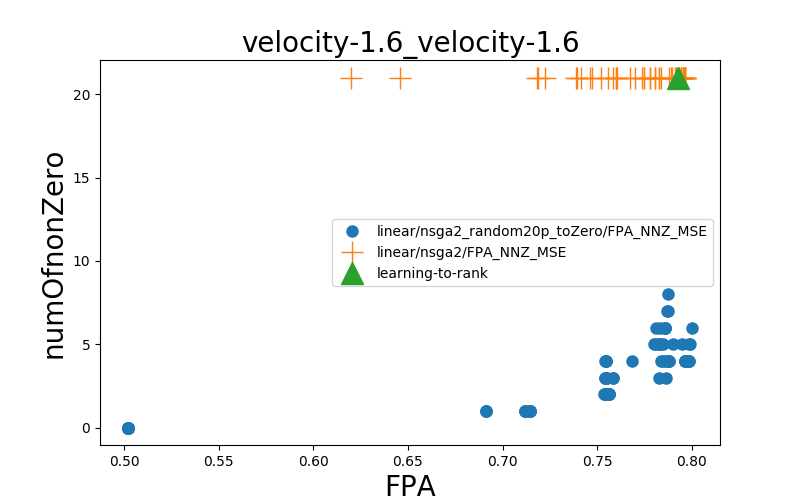 velocity-1.6_velocity-1.6
numOfnonZero
20
15
10
5
0
linear/nsga2_random20p_toZero/FPA_NNZ_MSE
linear/nsga2/FPA_NNZ_MSE
learning-to-rank
0.50 0.55 0.60 0.65 0.70 0.75 0.80
FPA